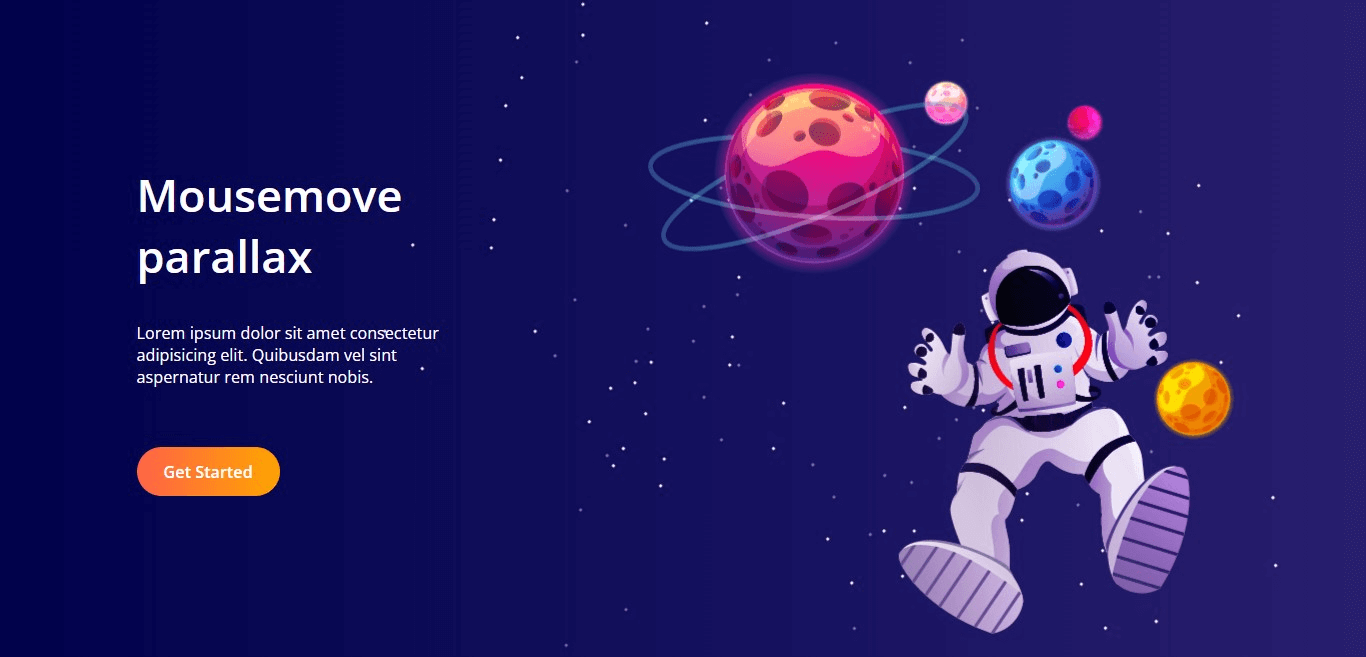 Mousemove
parallax
Lorem ipsum dolor sit amet consectetur
adipisicing elit. Quibusdam vel sint
aspernatur rem nesciunt nobis.
Get Started